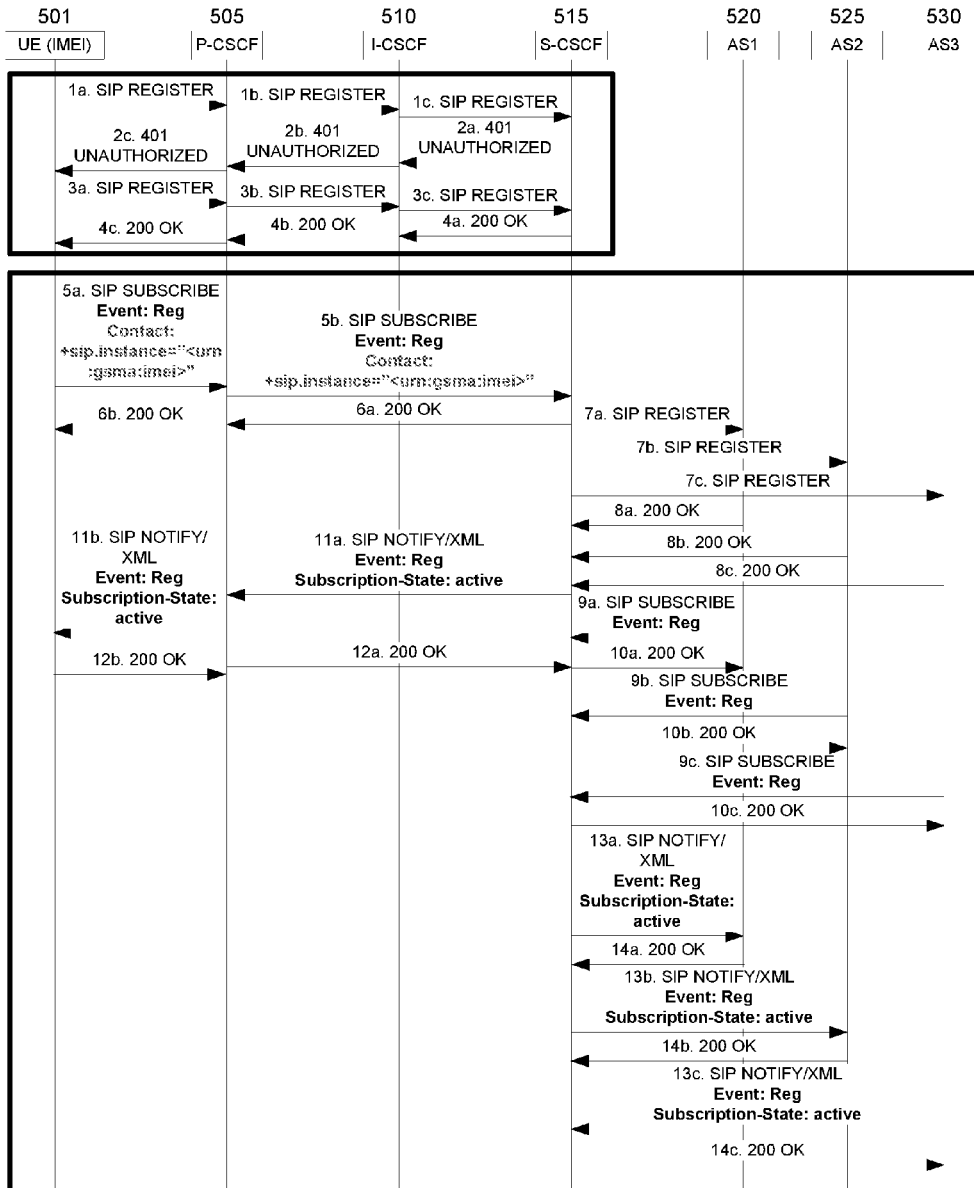 501 505 510 515 520 525 530
UE (IMEI) P-CSCF I-CSCF S-CSCF AS1 AS2 AS3
1a. SIP REGISTER
1b. SIP REGISTER
1c. SIP REGISTER
2c. 401
UNAUTHORIZED
2b. 401
UNAUTHORIZED
2a. 401
UNAUTHORIZED
3a. SIP REGISTER
3b. SIP REGISTER
3c. SIP REGISTER
4c. 200 OK
4b. 200 OK
4a. 200 OK
5a. SIP SUBSCRIBE
Event: Reg
Contact:
+sip.instance="<urn
:gsma:imei>"
5b. SIP SUBSCRIBE
Event: Reg
Contact:
+sip.instance="<urn:gsma:imei>"
6b. 200 OK
6a. 200 OK
7a. SIP REGISTER
7b. SIP REGISTER
7c. SIP REGISTER
8a. 200 OK
8b. 200 OK
8c. 200 OK
11b. SIP NOTIFY/
XML
Event: Reg
Subscription-State:
active
11a. SIP NOTIFY/XML
Event: Reg
Subscription-State: active
9a. SIP SUBSCRIBE
Event: Reg
12b. 200 OK
12a. 200 OK
10a. 200 OK
9b. SIP SUBSCRIBE
Event: Reg
10b. 200 OK
9c. SIP SUBSCRIBE
Event: Reg
10c. 200 OK
13a. SIP NOTIFY/
XML
Event: Reg
Subscription-State:
active
14a. 200 OK
13b. SIP NOTIFY/XML
Event: Reg
Subscription-State: active
14b. 200 OK
13c. SIP NOTIFY/XML
Event: Reg
Subscription-State: active
14c. 200 OK